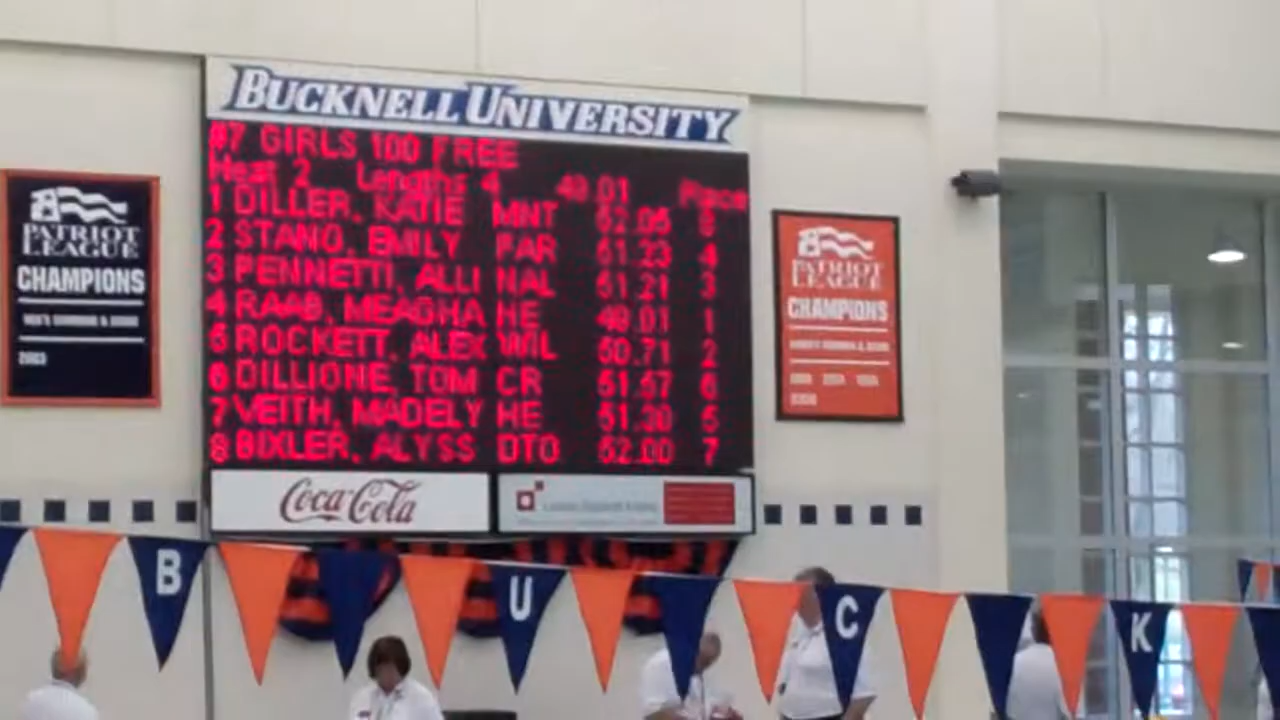 BUCKNELL UNIVERSITY
#7 GIRLS 100 FREE
Heat 2 Lengths 4 49.01 Place
1 DILLER, KATIE MNT 52.05 8
2 STANO, EMILY PAR 51.23 4
3 PENNETTI, ALLI NAL 51.21 3
4 RAAB, MEAGHA HE 49.01 1
5 ROCKETT, ALEX WIL 50.71 2
6 DILLIONE, TOM CR 51.57 6
7 VEITH, MADELY HE 51.30 5
8 BIXLER, ALYSS DTO 52.00 7
PATRIOT
LEAGUE
CHAMPIONS
2003
PATRIOT
LEAGUE
CHAMPIONS
Coca-Cola
B U C K